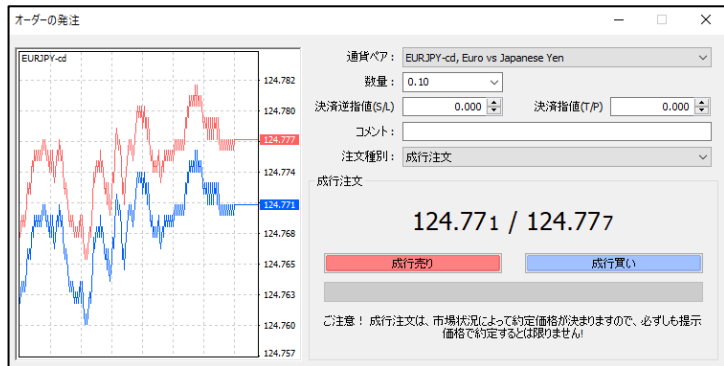 オーダーの発注
EURJPY-cd
124.782
124.780
124.777
124.774
124.771
124.768
124.765
124.763
124.760
124.757
通貨ペア： EURJPY-cd, Euro vs Japanese Yen
数量： 0.10
決済逆指値(S/L) 0.000 決済指値(T/P) 0.000
コメント：
注文種別： 成行注文
成行注文
124.771 / 124.777
成行売り 成行買い
ご注意！ 成行注文は、市場状況によって約定価格が決まりますので、必ずしも提示
価格で約定するとは限りません!